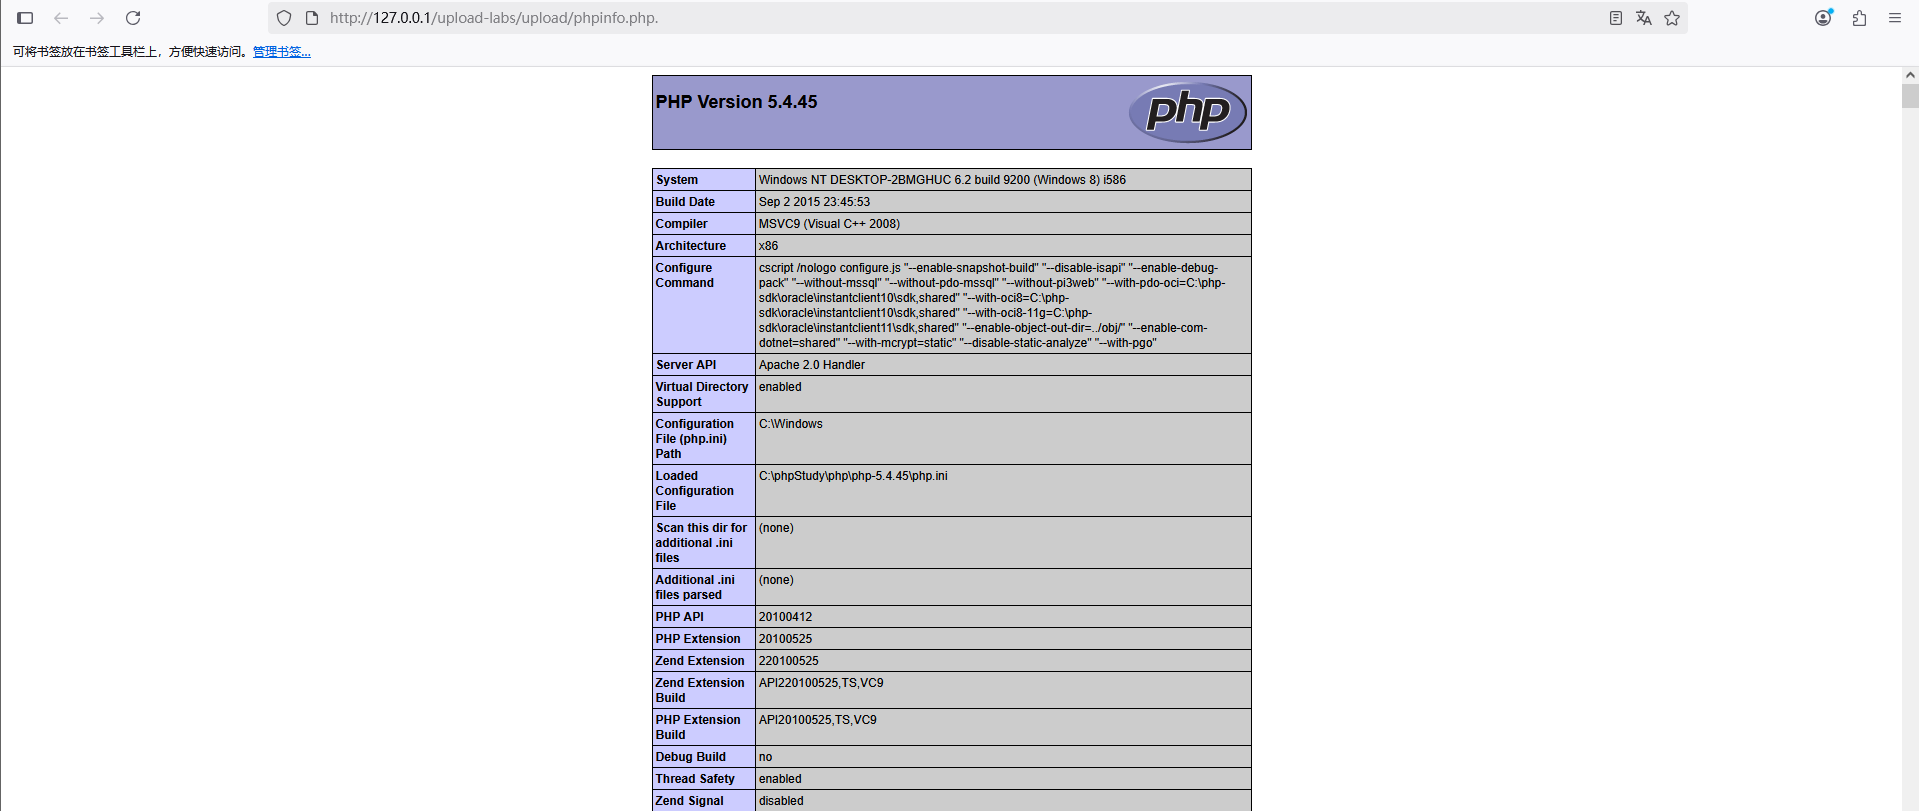 http://127.0.0.1/upload-labs/upload/phpinfo.php.
可将书签放在书签工具栏上，方便快速访问。管理书签...
PHP Version 5.4.45
php
System Windows NT DESKTOP-2BMGHUC 6.2 build 9200 (Windows 8) i586
Build Date Sep 2 2015 23:45:53
Compiler MSVC9 (Visual C++ 2008)
Architecture x86
Configure Command
cscript /nologo configure.js "--enable-snapshot-build" "--disable-isapi" "--enable-debug-
pack" "--without-mssql" "--without-pdo-mssql" "--without-pi3web" "--with-pdo-oci=C:\php-
sdk\oracle\instantclient10\sdk,shared" "--with-oci8=C:\php-
sdk\oracle\instantclient10\sdk,shared" "--with-oci8-11g=C:\php-
sdk\oracle\instantclient11\sdk,shared" "--enable-object-out-dir=../obj/" "--enable-com-
dotnet=shared" "--with-mcrypt=static" "--disable-static-analyze" "--with-pgo"
Server API Apache 2.0 Handler
Virtual Directory
Support
enabled
Configuration
File (php.ini)
Path
C:\Windows
Loaded
Configuration
File
C:\phpStudy\php\php-5.4.45\php.ini
Scan this dir for
additional .ini
files
(none)
Additional .ini
files parsed
(none)
PHP API 20100412
PHP Extension 20100525
Zend Extension 220100525
Zend Extension
Build
API220100525,TS,VC9
PHP Extension
Build
API20100525,TS,VC9
Debug Build no
Thread Safety enabled
Zend Signal disabled